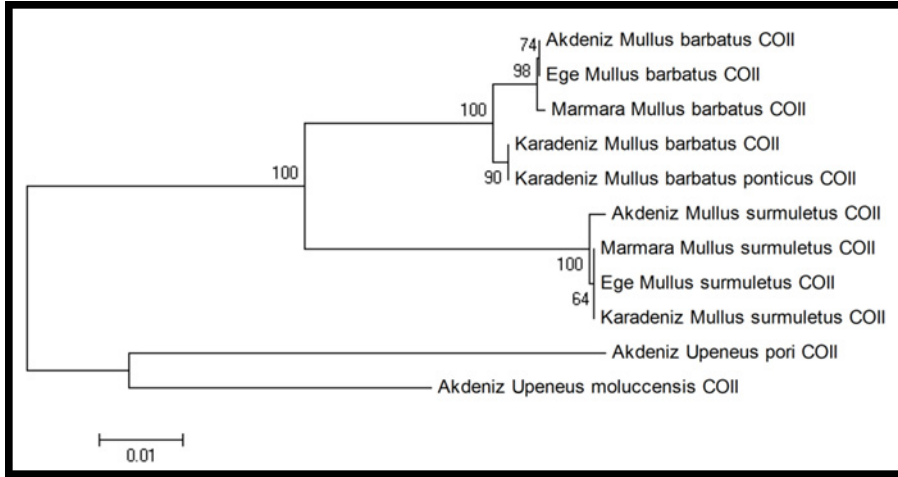 Akdeniz Mullus barbatus COII
74
Ege Mullus barbatus COII
98
Marmara Mullus barbatus COII
100
Karadeniz Mullus barbatus COII
100
90
Karadeniz Mullus barbatus ponticus COII
Akdeniz Mullus surmuletus COII
Marmara Mullus surmuletus COII
100
Ege Mullus surmuletus COII
64
Karadeniz Mullus surmuletus COII
Akdeniz Upeneus pori COII
Akdeniz Upeneus moluccensis COII
0.01